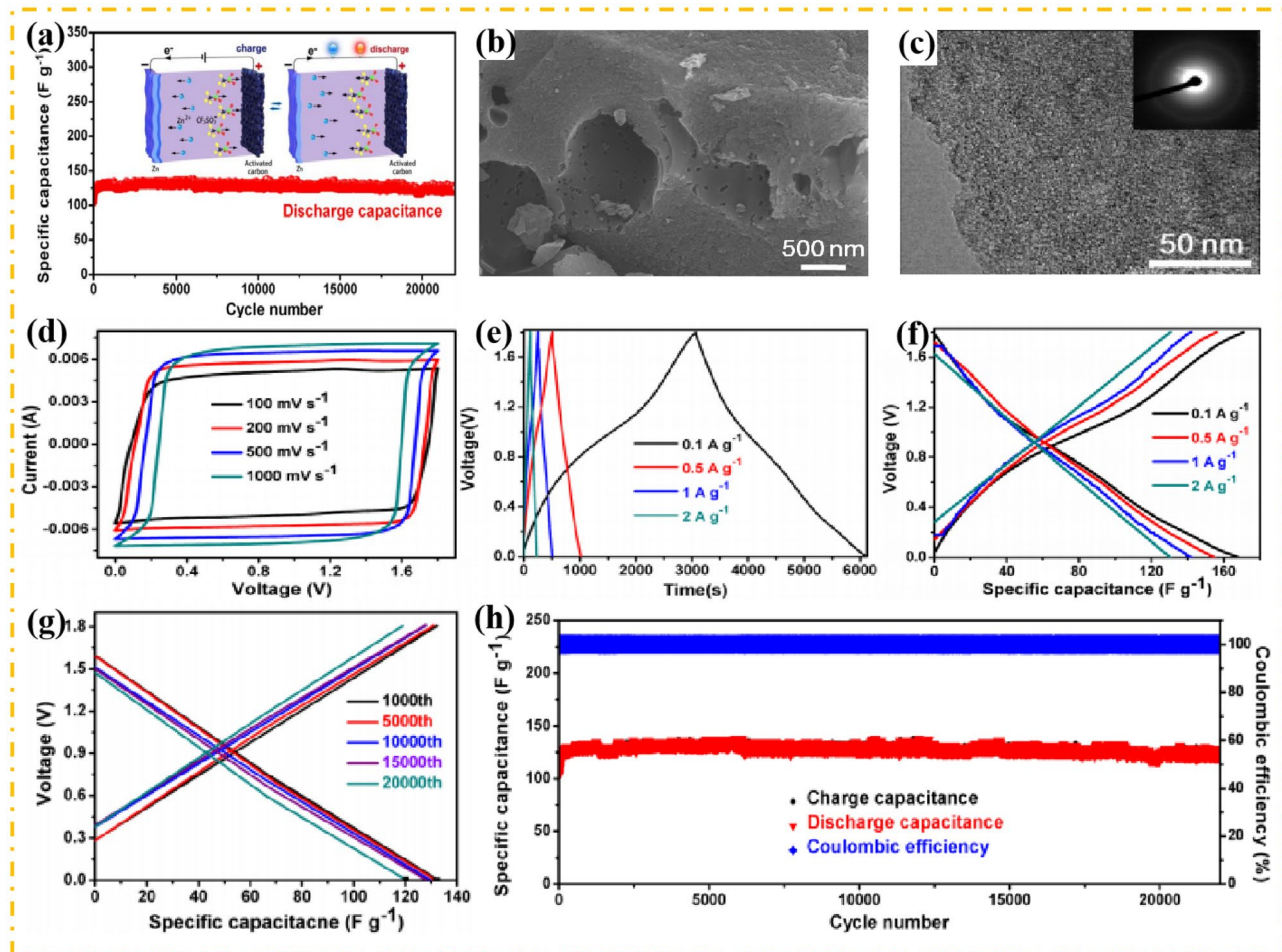 (a)
Specific capacitance (F g⁻¹)
350
300
250
200
150
100
50
0
e⁻
charge
−
+
Zn²⁺
CF₃SO₃⁻
Zn
Activated
carbon
e⁻
discharge
−
+
Zn
Activated
carbon
Discharge capacitance
0
5000
10000
15000
20000
Cycle number
(b)
500 nm
(c)
50 nm
(d)
Current (A)
0.006
0.003
0.000
-0.003
-0.006
100 mV s⁻¹
200 mV s⁻¹
500 mV s⁻¹
1000 mV s⁻¹
0.0
0.4
0.8
1.2
1.6
Voltage (V)
(e)
Voltage(V)
1.6
1.2
0.8
0.4
0.0
0.1 A g⁻¹
0.5 A g⁻¹
1 A g⁻¹
2 A g⁻¹
0
1000
2000
3000
4000
5000
6000
Time(s)
(f)
Voltage (V)
1.6
1.2
0.8
0.4
0.0
0.1 A g⁻¹
0.5 A g⁻¹
1 A g⁻¹
2 A g⁻¹
0
40
80
120
160
Specific capacitance (F g⁻¹)
(g)
Voltage (V)
1.8
1.5
1.2
0.9
0.6
0.3
0.0
1000th
5000th
10000th
15000th
20000th
0
20
40
60
80
100
120
140
Specific capacitacne (F g⁻¹)
(h)
Specific capacitance (F g⁻¹)
250
225
200
175
150
125
100
75
50
25
0
Charge capacitance
Discharge capacitance
Coulombic efficiency
100
80
60
40
20
0
Coulombic efficiency (%)
0
5000
10000
15000
20000
Cycle number